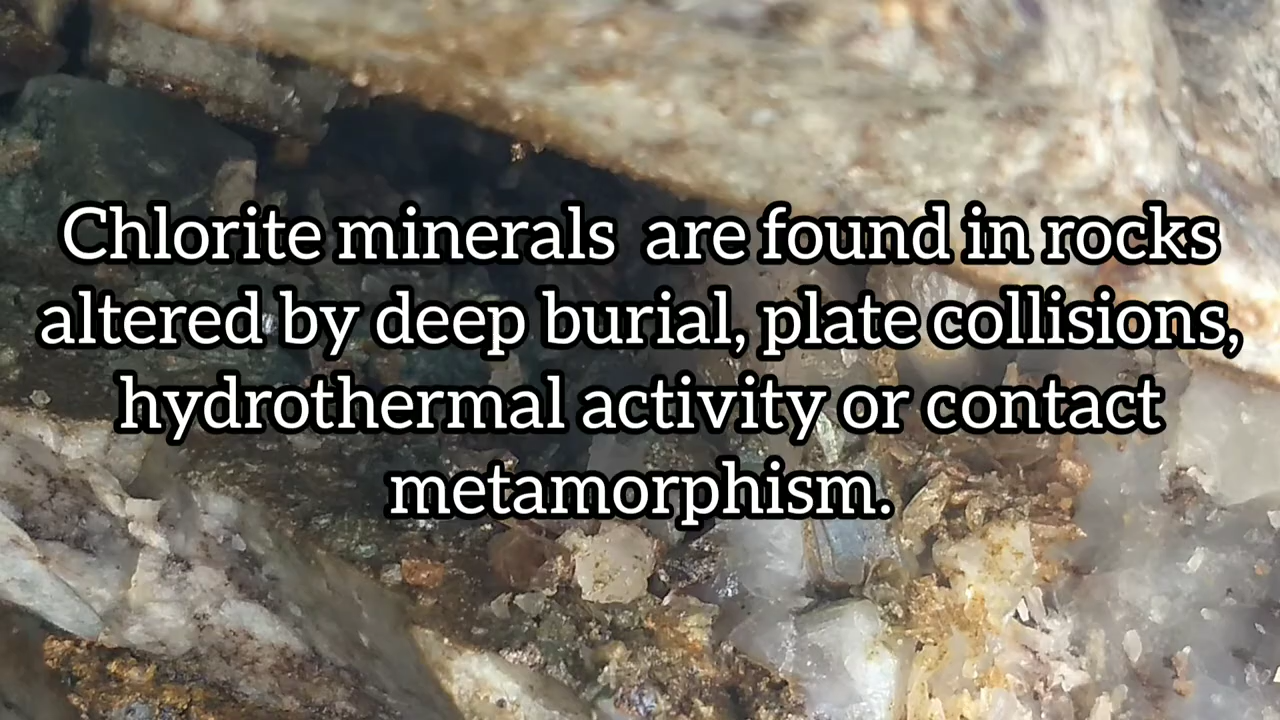 Chlorite minerals  are found in rocks
altered by deep burial, plate collisions,
hydrothermal activity or contact
metamorphism.